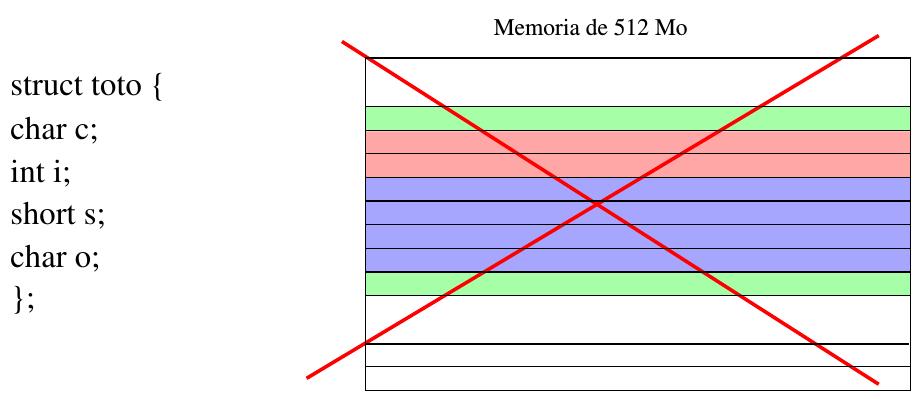 Memoria de 512 Mo
struct toto {
char c;
int i;
short s;
char o;
};